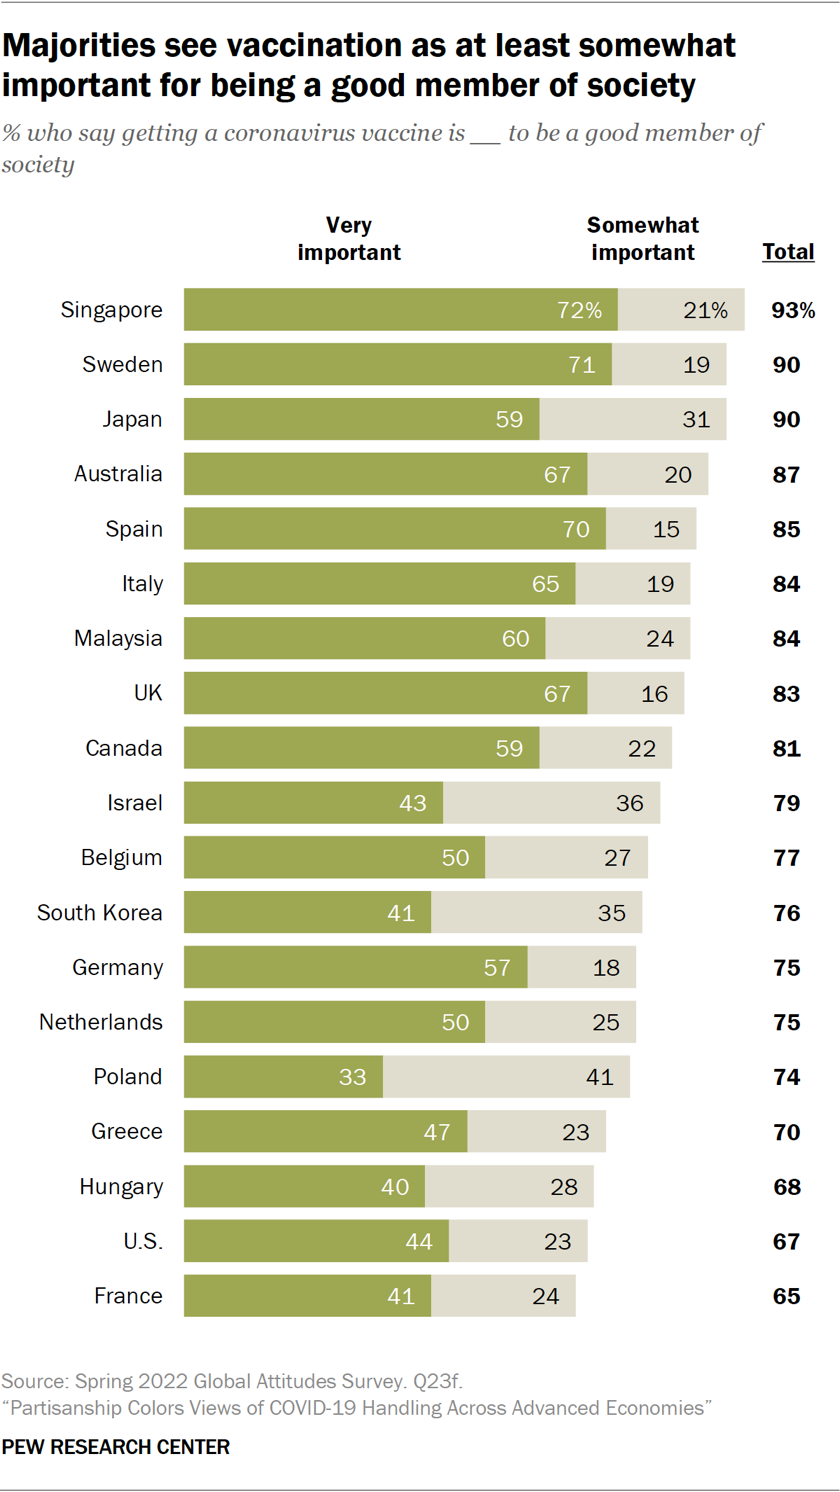 Majorities see vaccination as at least somewhat
important for being a good member of society
% who say getting a coronavirus vaccine is __ to be a good member of
society
Very important Somewhat important Total
Singapore 72% 21% 93%
Sweden 71 19 90
Japan 59 31 90
Australia 67 20 87
Spain 70 15 85
Italy 65 19 84
Malaysia 60 24 84
UK 67 16 83
Canada 59 22 81
Israel 43 36 79
Belgium 50 27 77
South Korea 41 35 76
Germany 57 18 75
Netherlands 50 25 75
Poland 33 41 74
Greece 47 23 70
Hungary 40 28 68
U.S. 44 23 67
France 41 24 65
Source: Spring 2022 Global Attitudes Survey. Q23f.
“Partisanship Colors Views of COVID-19 Handling Across Advanced Economies”
PEW RESEARCH CENTER